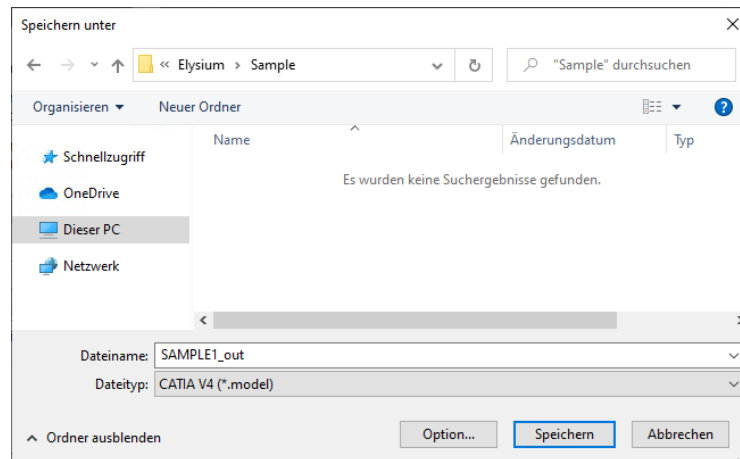 Speichern unter
« Elysium › Sample
"Sample" durchsuchen
Organisieren
Neuer Ordner
Name
Änderungsdatum
Typ
Es wurden keine Suchergebnisse gefunden.
Schnellzugriff
OneDrive
Dieser PC
Netzwerk
Dateiname: SAMPLE1_out
Dateityp: CATIA V4 (*.model)
Ordner ausblenden
Option...
Speichern
Abbrechen